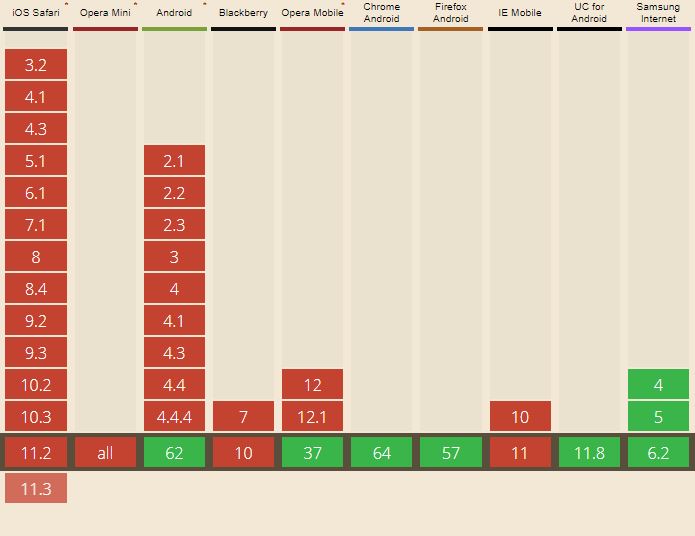 iOS Safari * Opera Mini * Android * Blackberry Opera Mobile * Chrome Android Firefox Android IE Mobile UC for Android Samsung Internet
3.2
4.1
4.3
5.1 2.1
6.1 2.2
7.1 2.3
8 3
8.4 4
9.2 4.1
9.3 4.3
10.2 4.4 12 4
10.3 4.4.4 7 12.1 10 5
11.2 all 62 10 37 64 57 11 11.8 6.2
11.3